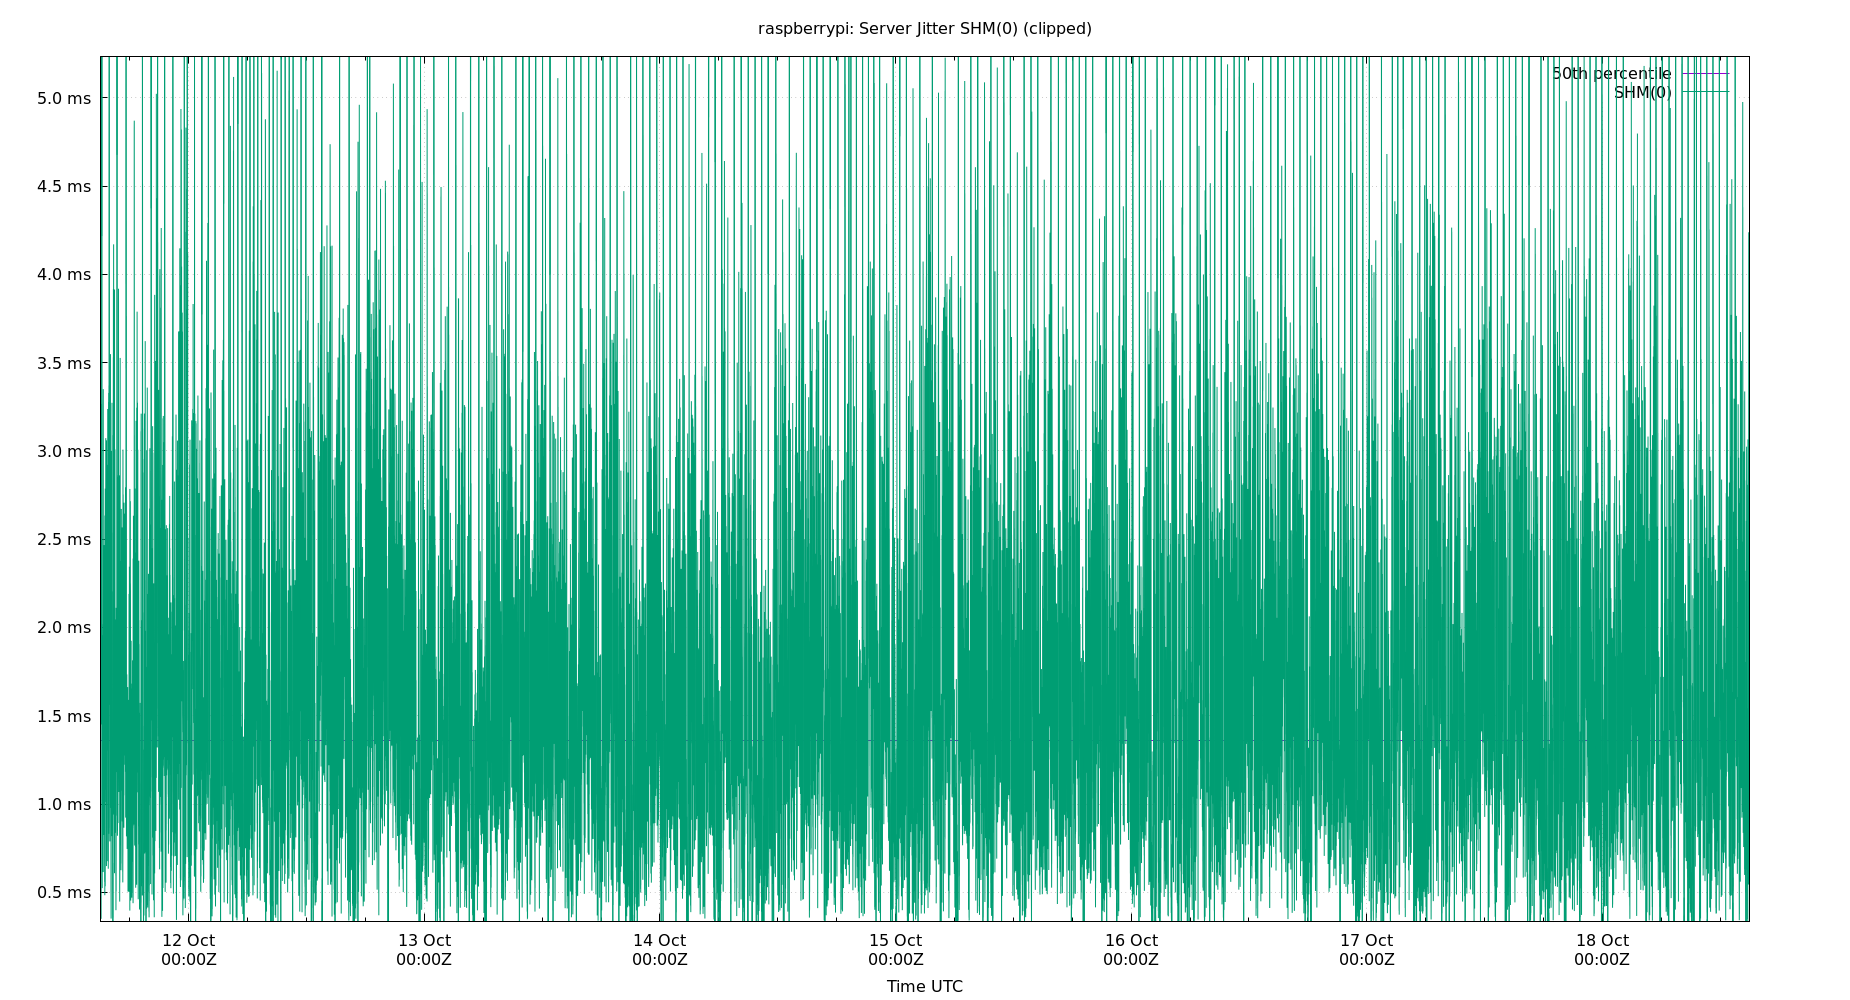 raspberrypi: Server Jitter SHM(0) (clipped)
50th percentile
SHM(0)
5.0 ms
4.5 ms
4.0 ms
3.5 ms
3.0 ms
2.5 ms
2.0 ms
1.5 ms
1.0 ms
0.5 ms
12 Oct 13 Oct 14 Oct 15 Oct 16 Oct 17 Oct 18 Oct
00:00Z 00:00Z 00:00Z 00:00Z 00:00Z 00:00Z 00:00Z
Time UTC